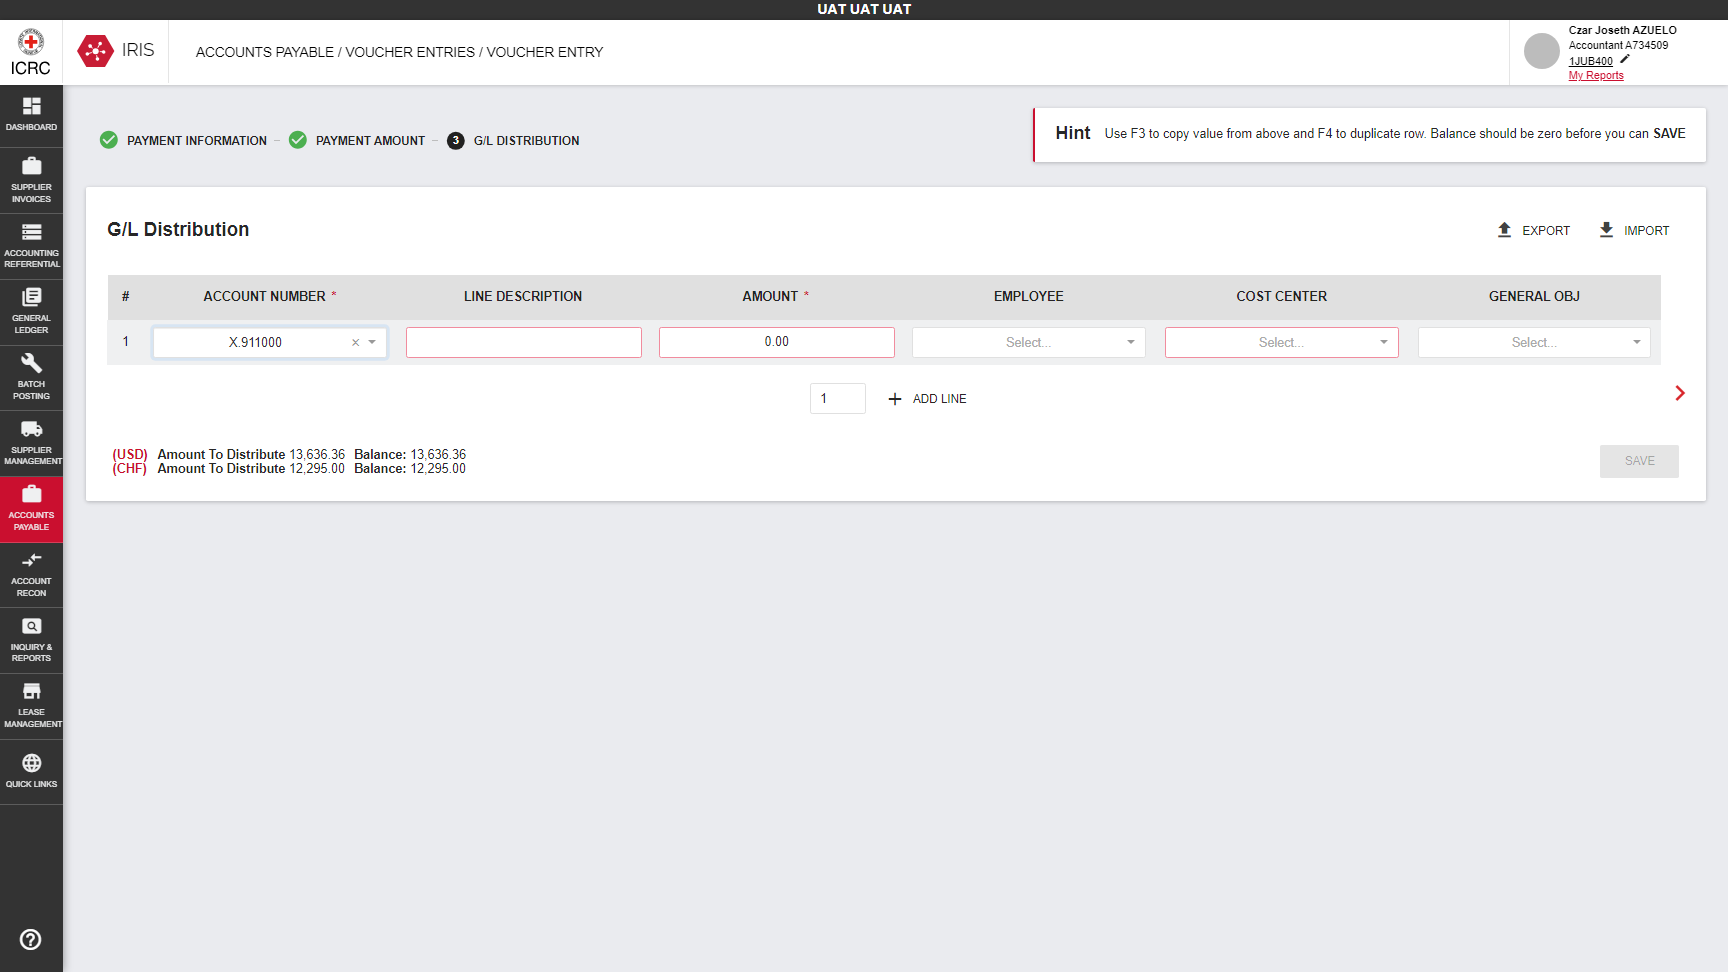 UAT UAT UAT
ICRC
IRIS
ACCOUNTS PAYABLE / VOUCHER ENTRIES / VOUCHER ENTRY
Czar Joseth AZUELO
Accountant A734509
1JUB400
My Reports
DASHBOARD
SUPPLIER
INVOICES
ACCOUNTING
REFERENTIAL
GENERAL
LEDGER
BATCH
POSTING
SUPPLIER
MANAGEMENT
ACCOUNTS
PAYABLE
ACCOUNT
RECON
INQUIRY &
REPORTS
LEASE
MANAGEMENT
QUICK LINKS
PAYMENT INFORMATION – PAYMENT AMOUNT – 3 G/L DISTRIBUTION
Hint Use F3 to copy value from above and F4 to duplicate row. Balance should be zero before you can SAVE
G/L Distribution
EXPORT IMPORT
# ACCOUNT NUMBER * LINE DESCRIPTION AMOUNT * EMPLOYEE COST CENTER GENERAL OBJ
1 X.911000 × 0.00 Select... Select... Select...
1 + ADD LINE
(USD) Amount To Distribute 13,636.36 Balance: 13,636.36
(CHF) Amount To Distribute 12,295.00 Balance: 12,295.00
SAVE